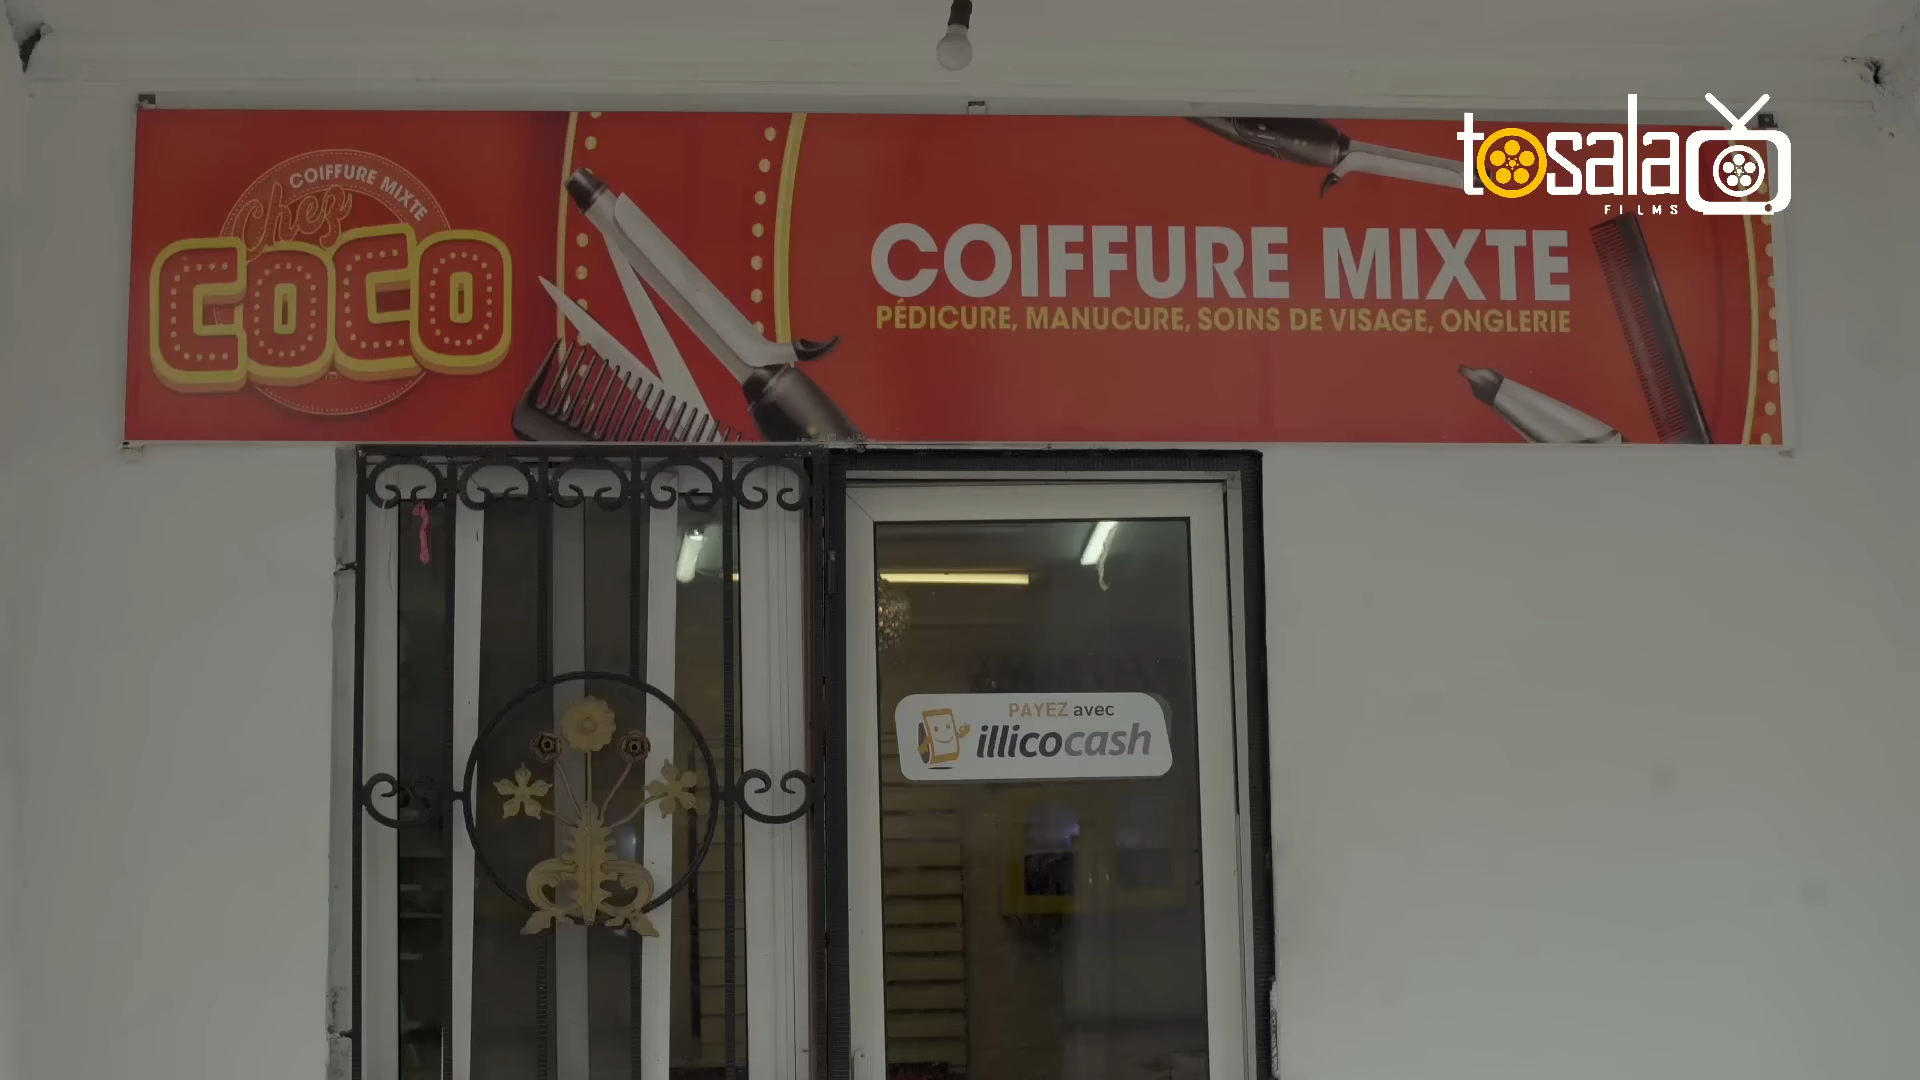 COIFFURE MIXTE
Chez
COCO
COIFFURE MIXTE
PÉDICURE, MANUCURE, SOINS DE VISAGE, ONGLERIE
tosala
FILMS
PAYEZ avec
illicocash